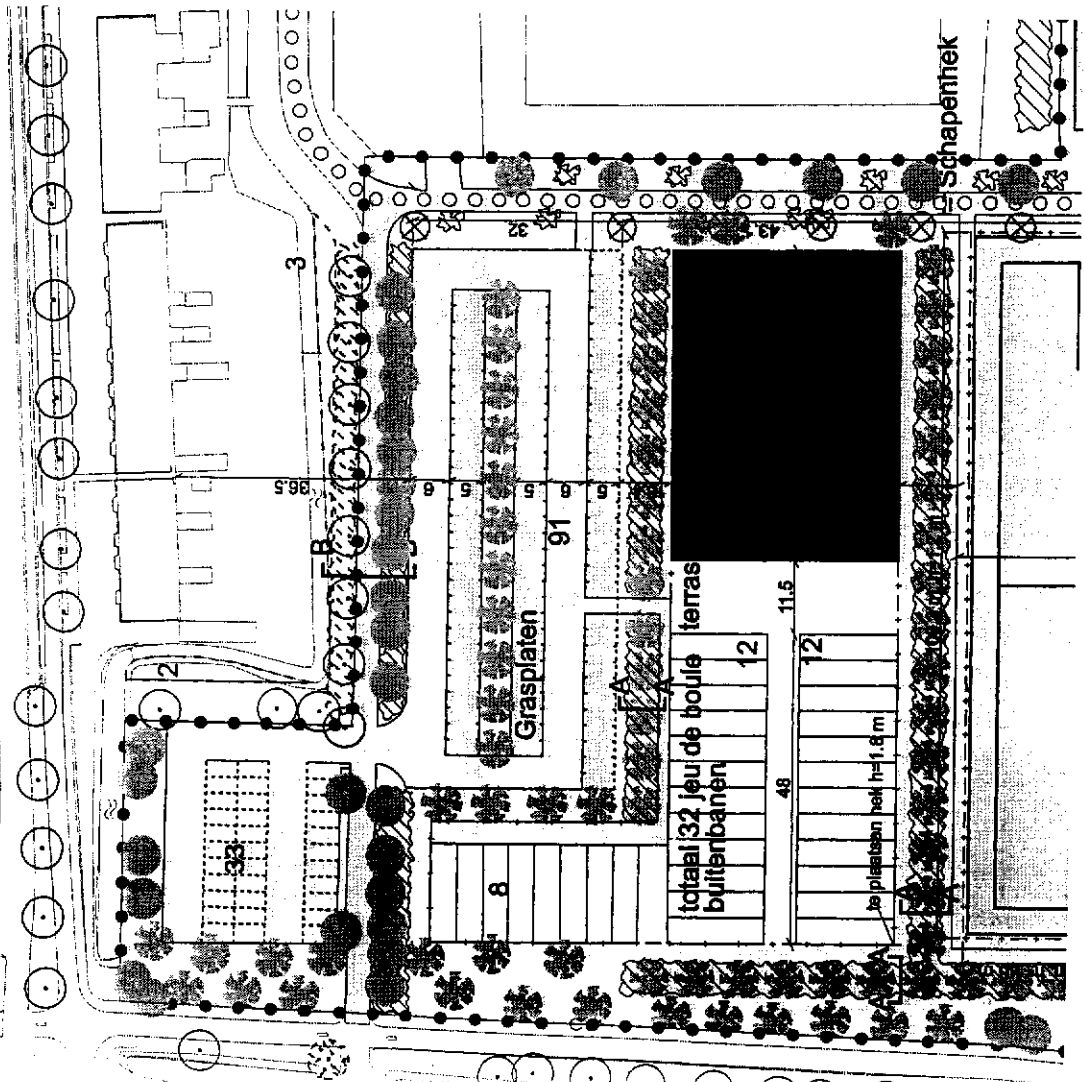 Schapenhek
32
43.
3
36.5
6
5
5
6
6
B
91
Grasplaten
2
33
8
terras
totaal 32 jeu de boule
buitenbanen
12
12
11.5
48
A
A
te plaatsen hek h=1.8 m
A
A
A
A